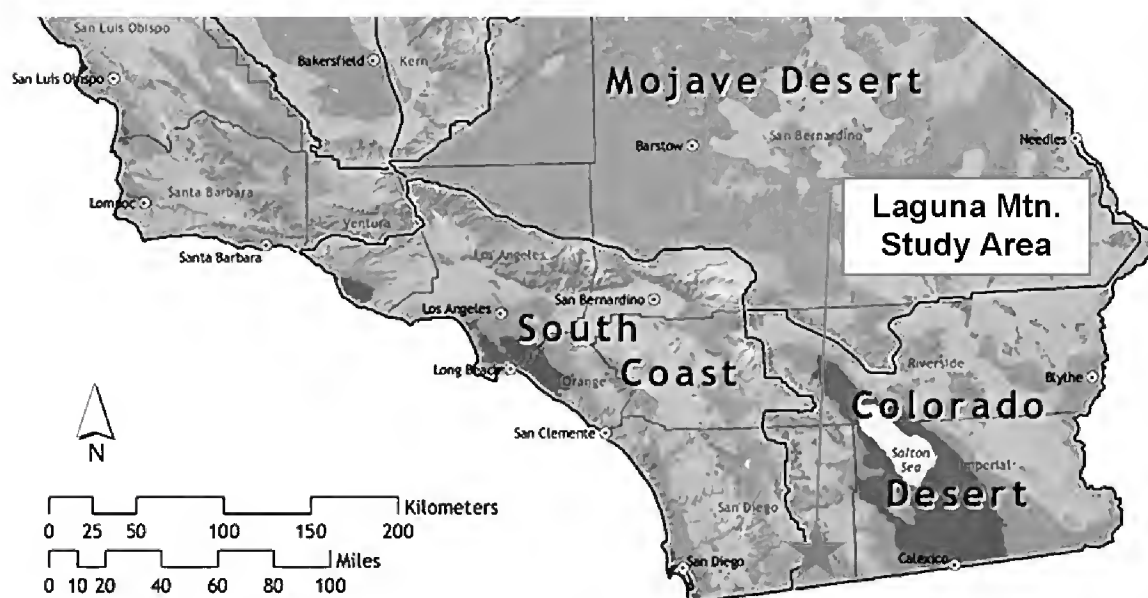 San Luis Obispo
Bakersfield
Kern
San Luis Obispo
Mojave Desert
Barstow
San Bernardino
Needles
Laguna Mtn.
Study Area
Santa Barbara
Lompoc
Ventura
Santa Barbara
Los Angeles
San Bernardino
Los Angeles
South
Coast
Long Beach
Orange
Riverside
Blythe
Colorado
San Clemente
Salton
Sea
Imperial
Desert
San Diego
San Diego
Calexico
N
Kilometers
0 25 50 100 150 200
Miles
0 10 20 40 60 80 100